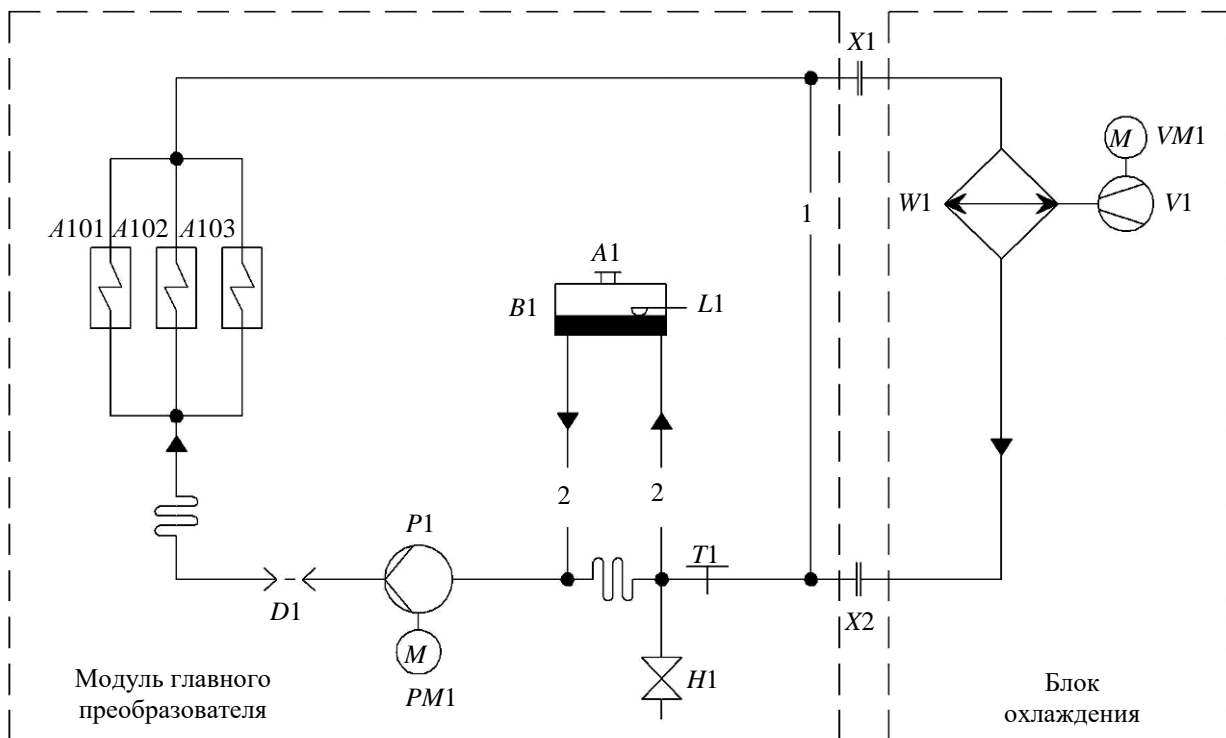 X1
M VM1
A101 A102 A103
1
W1
V1
A1
B1
L1
2 2
P1
T1
D1
X2
M
PM1
H1
Модуль главного
преобразователя
Блок
охлаждения